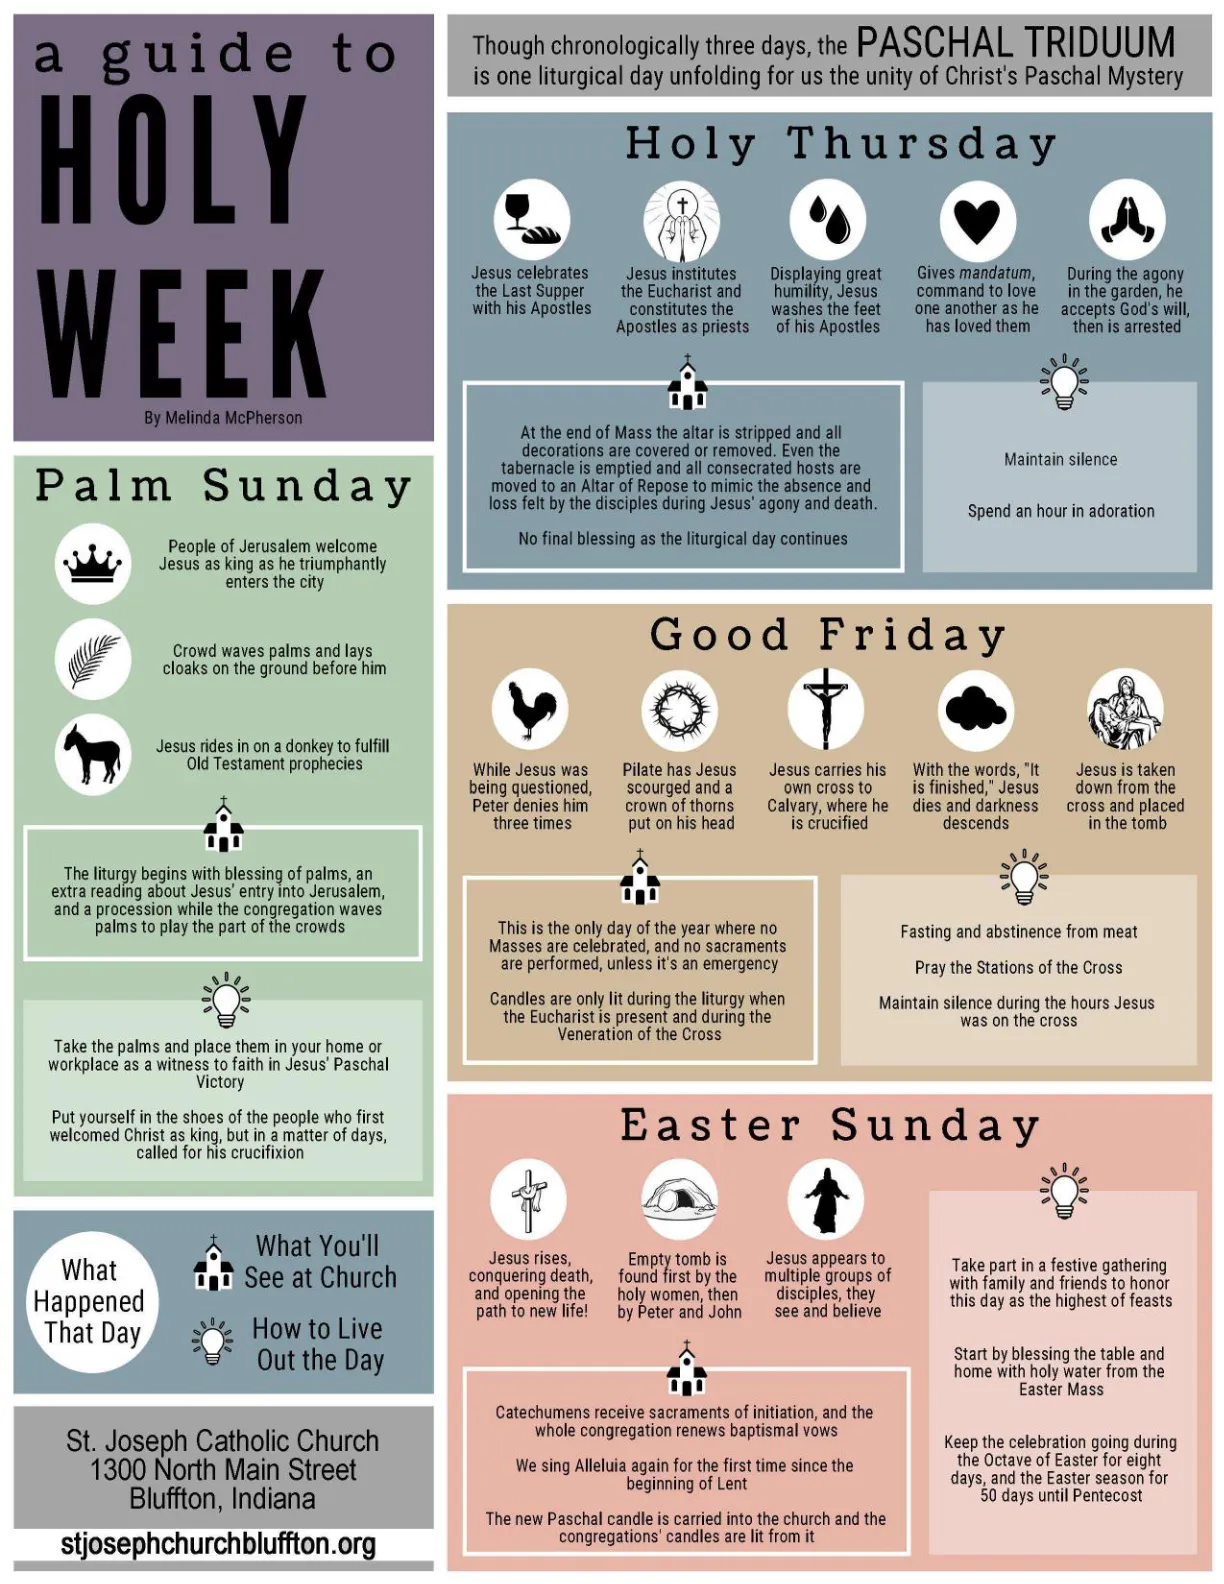 a guide to
HOLY
WEEK
By Melinda McPherson
Palm Sunday
People of Jerusalem welcome
Jesus as king as he triumphantly
enters the city
Crowd waves palms and lays
cloaks on the ground before him
Jesus rides in on a donkey to fulfill
Old Testament prophecies
The liturgy begins with blessing of palms, an
extra reading about Jesus' entry into Jerusalem,
and a procession while the congregation waves
palms to play the part of the crowds
Take the palms and place them in your home or
workplace as a witness to faith in Jesus' Paschal
Victory
Put yourself in the shoes of the people who first
welcomed Christ as king, but in a matter of days,
called for his crucifixion
What
Happened
That Day
What You'll
See at Church
How to Live
Out the Day
St. Joseph Catholic Church
1300 North Main Street
Bluffton, Indiana
stjosephchurchbluffton.org
Though chronologically three days, the PASCHAL TRIDUUM
is one liturgical day unfolding for us the unity of Christ's Paschal Mystery
Holy Thursday
Jesus celebrates
the Last Supper
with his Apostles
Jesus institutes
the Eucharist and
constitutes the
Apostles as priests
Displaying great
humility, Jesus
washes the feet
of his Apostles
Gives mandatum,
command to love
one another as he
has loved them
During the agony
in the garden, he
accepts God's will,
then is arrested
At the end of Mass the altar is stripped and all
decorations are covered or removed. Even the
tabernacle is emptied and all consecrated hosts are
moved to an Altar of Repose to mimic the absence and
loss felt by the disciples during Jesus' agony and death.
No final blessing as the liturgical day continues
Maintain silence
Spend an hour in adoration
Good Friday
While Jesus was
being questioned,
Peter denies him
three times
Pilate has Jesus
scourged and a
crown of thorns
put on his head
Jesus carries his
own cross to
Calvary, where he
is crucified
With the words, "It
is finished," Jesus
dies and darkness
descends
Jesus is taken
down from the
cross and placed
in the tomb
This is the only day of the year where no
Masses are celebrated, and no sacraments
are performed, unless it's an emergency
Candles are only lit during the liturgy when
the Eucharist is present and during the
Veneration of the Cross
Fasting and abstinence from meat
Pray the Stations of the Cross
Maintain silence during the hours Jesus
was on the cross
Easter Sunday
Jesus rises,
conquering death,
and opening the
path to new life!
Empty tomb is
found first by the
holy women, then
by Peter and John
Jesus appears to
multiple groups of
disciples, they
see and believe
Catechumens receive sacraments of initiation, and the
whole congregation renews baptismal vows
We sing Alleluia again for the first time since the
beginning of Lent
The new Paschal candle is carried into the church and the
congregations' candles are lit from it
Take part in a festive gathering
with family and friends to honor
this day as the highest of feasts
Start by blessing the table and
home with holy water from the
Easter Mass
Keep the celebration going during
the Octave of Easter for eight
days, and the Easter season for
50 days until Pentecost